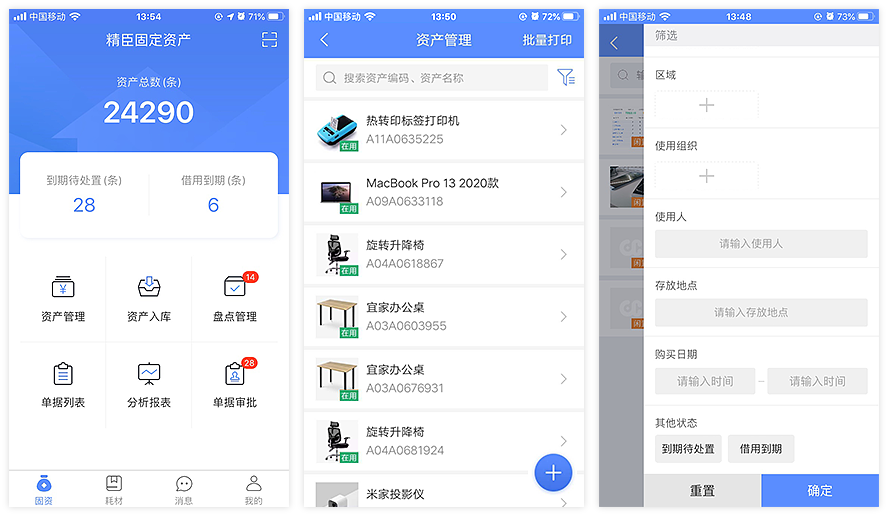 中国移动
13:54
71%
精臣固定资产
资产总数(条)
24290
到期待处置(条)
借用到期(条)
28
6
14
资产管理
资产入库
盘点管理
28
单据列表
分析报表
单据审批
固资
耗材
消息
我的
中国移动
13:50
72%
资产管理
批量打印
搜索资产编码、资产名称
热转印标签打印机
A11A0635225
在用
MacBook Pro 13 2020款
A09A0633118
在用
旋转升降椅
A04A0618867
在用
宜家办公桌
A03A0603955
在用
宜家办公桌
A03A0676931
在用
旋转升降椅
A04A0681924
在用
米家投影仪
中国移动
13:48
73%
筛选
区域
使用组织
使用人
请输入使用人
存放地点
请输入存放地点
购买日期
请输入时间
请输入时间
其他状态
到期待处置
借用到期
重置
确定